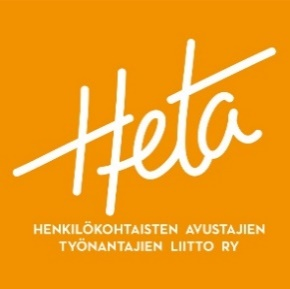 Heta
HENKILÖKOHTAISTEN AVUSTAJIEN
TYÖNANTAJIEN LIITTO RY